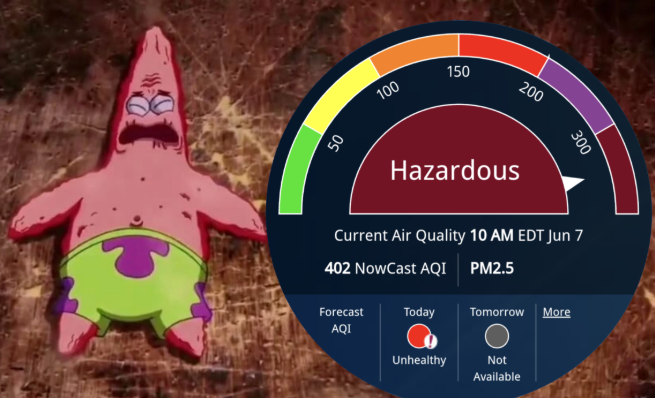 50
100
150
200
300
Hazardous
Current Air Quality 10 AM EDT Jun 7
402 NowCast AQI PM2.5
Forecast AQI
Today
Unhealthy
Tomorrow
Not
Available
More